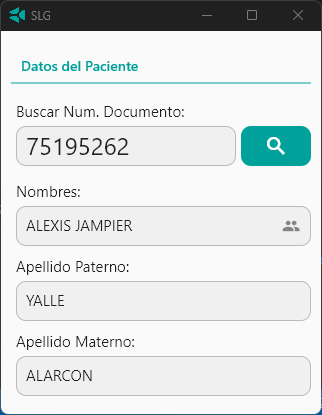 SLG
Datos del Paciente
Buscar Num. Documento:
75195262
Nombres:
ALEXIS JAMPIER
Apellido Paterno:
YALLE
Apellido Materno:
ALARCON